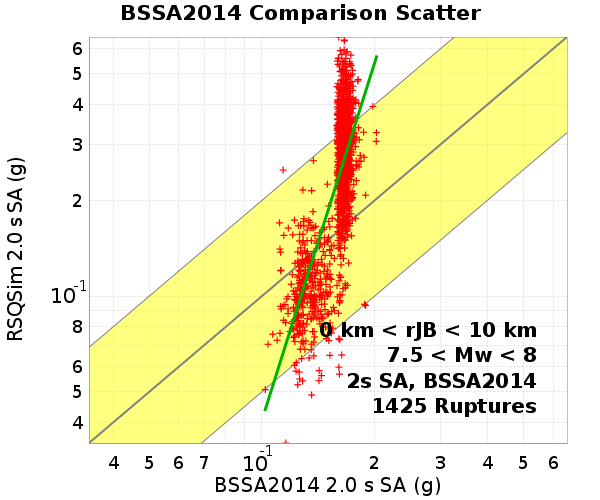 BSSA2014 Comparison Scatter
RSQSim 2.0 s SA (g)
6
5
4
3
2
10-1
8
6
5
4
0 km < rJB < 10 km
7.5 < Mw < 8
2s SA, BSSA2014
1425 Ruptures
4 5 6 7 10-1 2 3 4 5 6
BSSA2014 2.0 s SA (g)